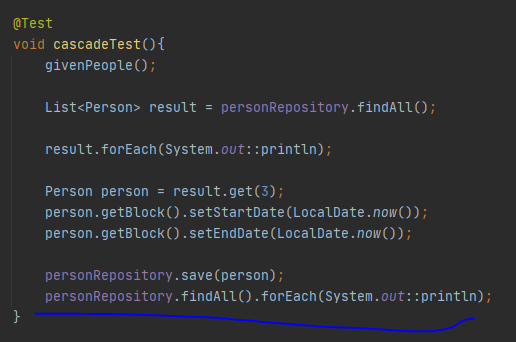 @Test
void cascadeTest(){
    givenPeople();
    List<Person> result = personRepository.findAll();
    result.forEach(System.out::println);
    Person person = result.get(3);
    person.getBlock().setStartDate(LocalDate.now());
    person.getBlock().setEndDate(LocalDate.now());
    personRepository.save(person);
    personRepository.findAll().forEach(System.out::println);
}